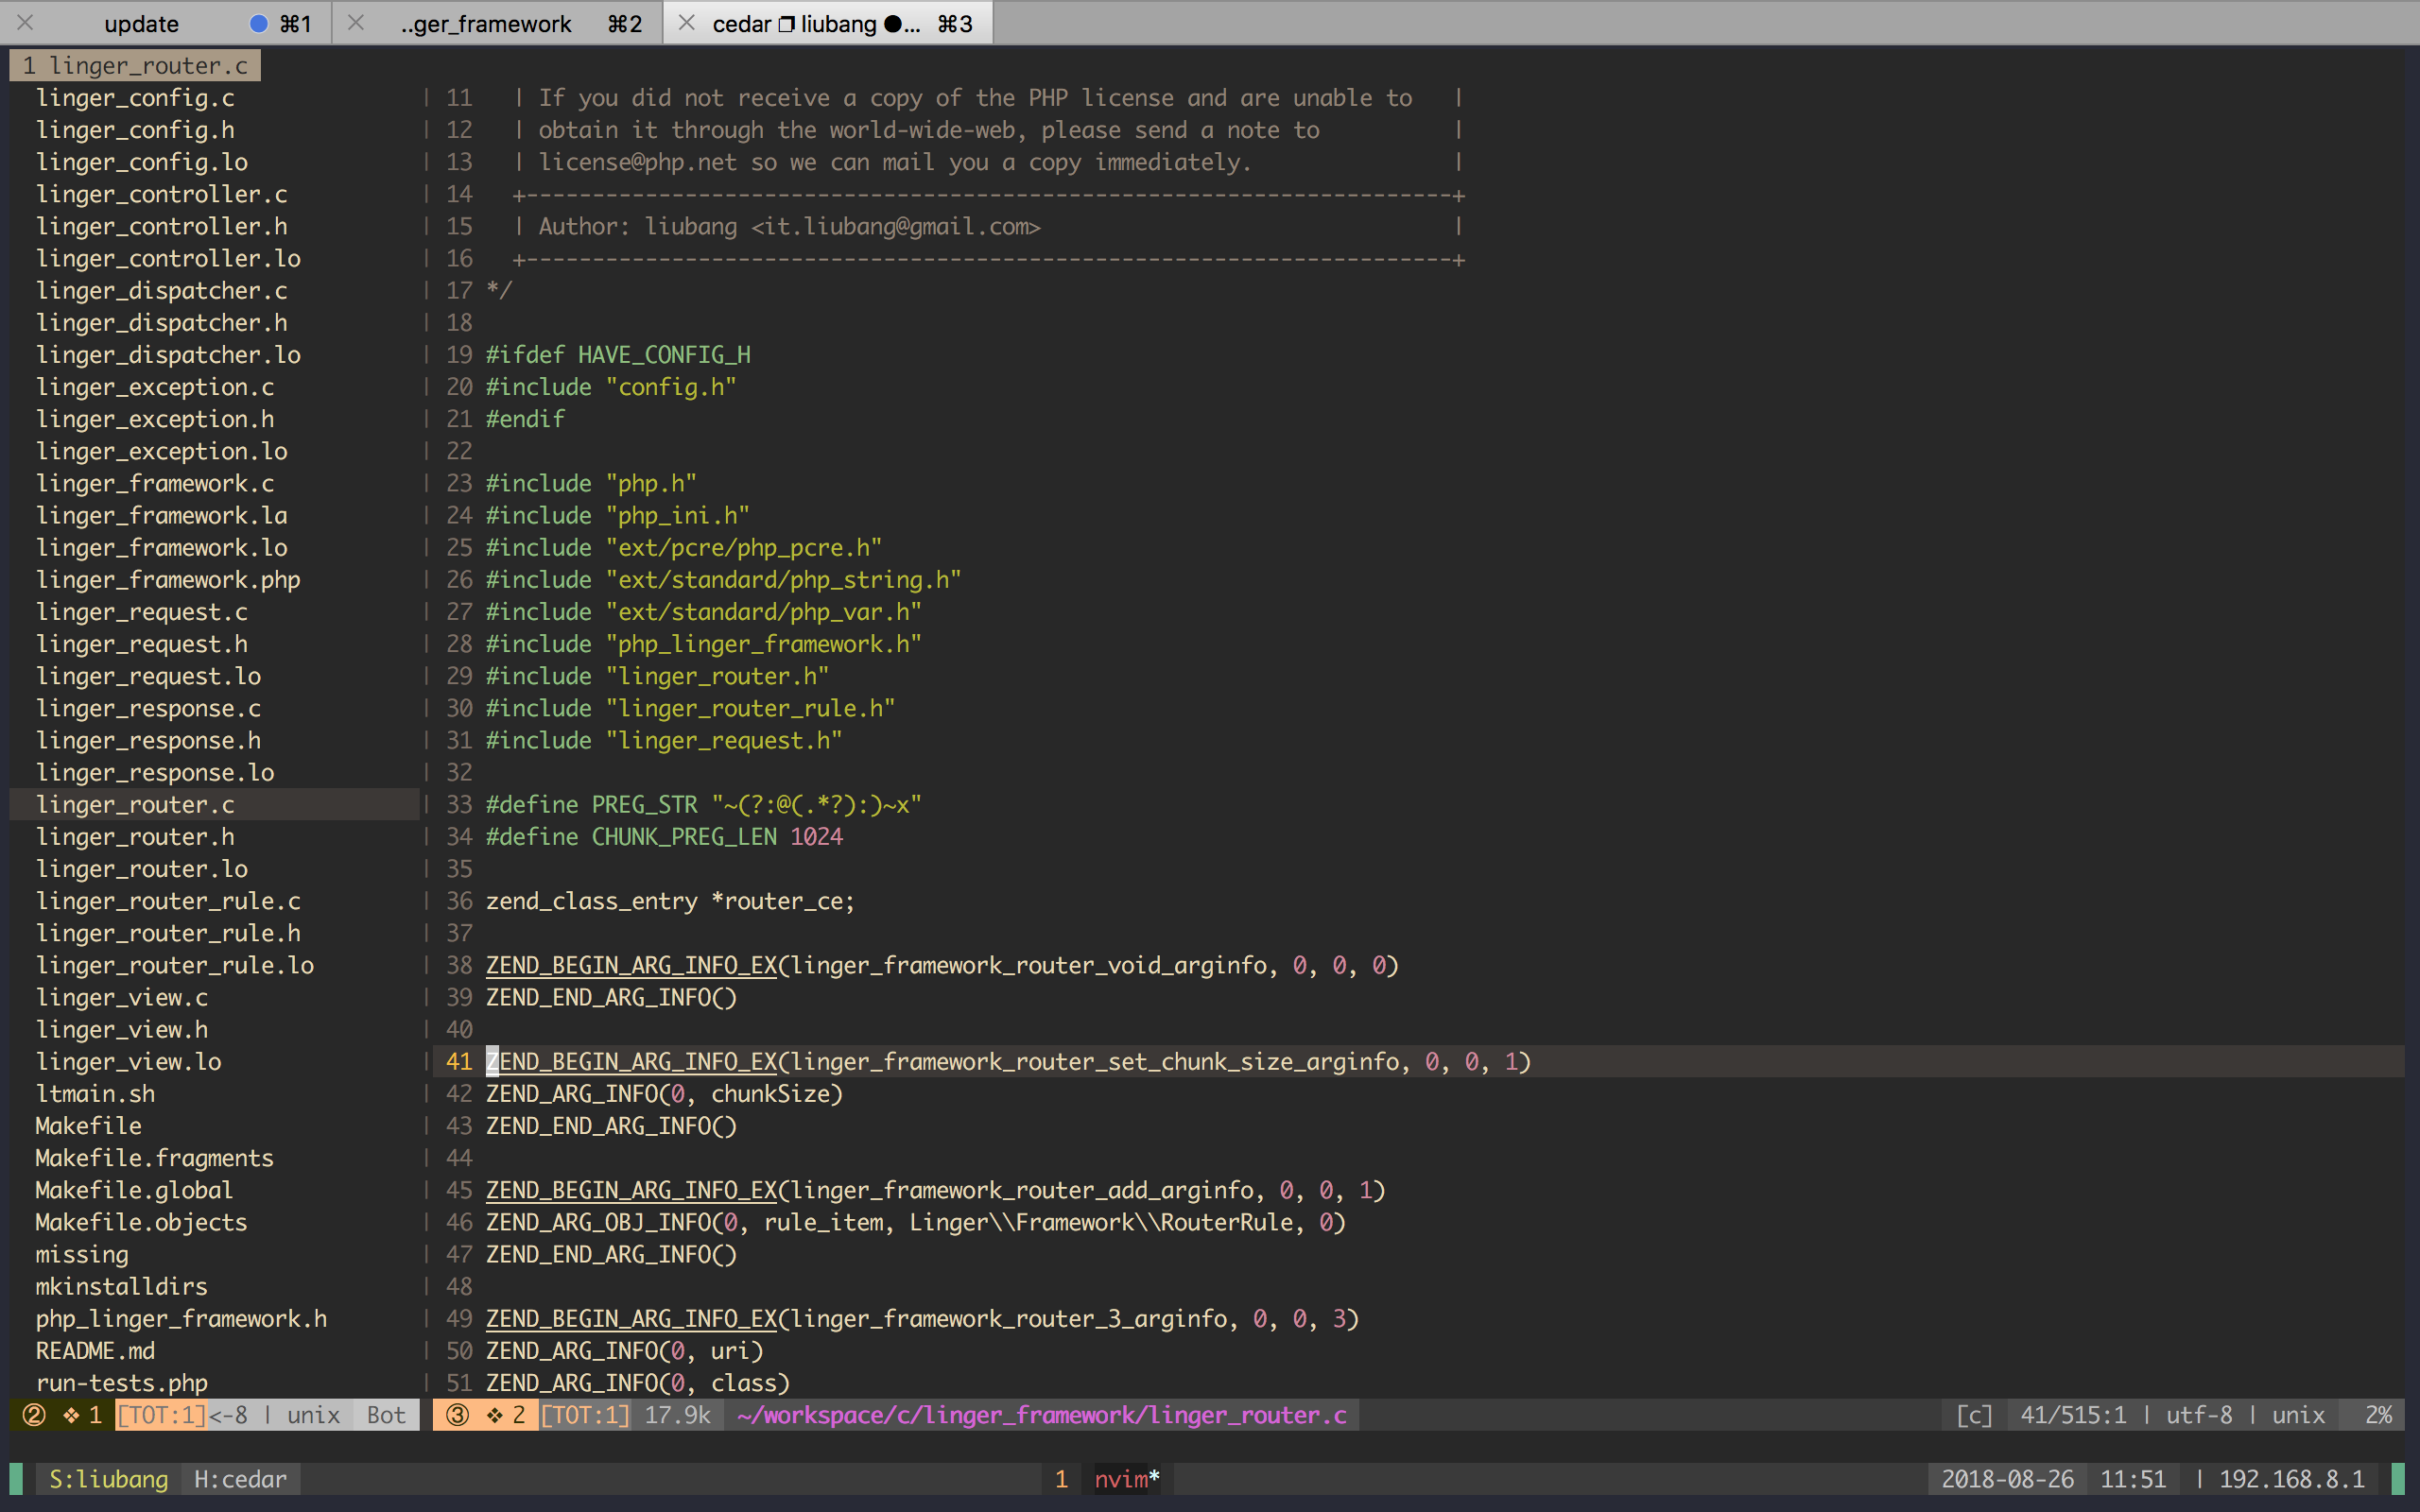 update ⌘1 ..ger_framework ⌘2 cedar liubang ●... ⌘3
1 linger_router.c
linger_config.c
linger_config.h
linger_config.lo
linger_controller.c
linger_controller.h
linger_controller.lo
linger_dispatcher.c
linger_dispatcher.h
linger_dispatcher.lo
linger_exception.c
linger_exception.h
linger_exception.lo
linger_framework.c
linger_framework.la
linger_framework.lo
linger_framework.php
linger_request.c
linger_request.h
linger_request.lo
linger_response.c
linger_response.h
linger_response.lo
linger_router.c
linger_router.h
linger_router.lo
linger_router_rule.c
linger_router_rule.h
linger_router_rule.lo
linger_view.c
linger_view.h
linger_view.lo
ltmain.sh
Makefile
Makefile.fragments
Makefile.global
Makefile.objects
missing
mkinstalldirs
php_linger_framework.h
README.md
run-tests.php
11   | If you did not receive a copy of the PHP license and are unable to   |
12   | obtain it through the world-wide-web, please send a note to          |
13   | license@php.net so we can mail you a copy immediately.               |
14   +----------------------------------------------------------------------+
15   | Author: liubang <it.liubang@gmail.com>                               |
16   +----------------------------------------------------------------------+
17 */
18
19 #ifdef HAVE_CONFIG_H
20 #include "config.h"
21 #endif
22
23 #include "php.h"
24 #include "php_ini.h"
25 #include "ext/pcre/php_pcre.h"
26 #include "ext/standard/php_string.h"
27 #include "ext/standard/php_var.h"
28 #include "php_linger_framework.h"
29 #include "linger_router.h"
30 #include "linger_router_rule.h"
31 #include "linger_request.h"
32
33 #define PREG_STR "~(?:@(.*?):)~x"
34 #define CHUNK_PREG_LEN 1024
35
36 zend_class_entry *router_ce;
37
38 ZEND_BEGIN_ARG_INFO_EX(linger_framework_router_void_arginfo, 0, 0, 0)
39 ZEND_END_ARG_INFO()
40
41 ZEND_BEGIN_ARG_INFO_EX(linger_framework_router_set_chunk_size_arginfo, 0, 0, 1)
42 ZEND_ARG_INFO(0, chunkSize)
43 ZEND_END_ARG_INFO()
44
45 ZEND_BEGIN_ARG_INFO_EX(linger_framework_router_add_arginfo, 0, 0, 1)
46 ZEND_ARG_OBJ_INFO(0, rule_item, Linger\\Framework\\RouterRule, 0)
47 ZEND_END_ARG_INFO()
48
49 ZEND_BEGIN_ARG_INFO_EX(linger_framework_router_3_arginfo, 0, 0, 3)
50 ZEND_ARG_INFO(0, uri)
51 ZEND_ARG_INFO(0, class)
② ❖ 1 [TOT:1]<-8 | unix Bot ③ ❖ 2 [TOT:1] 17.9k ~/workspace/c/linger_framework/linger_router.c [c] 41/515:1 | utf-8 | unix 2%
S:liubang H:cedar 1 nvim* 2018-08-26 11:51 | 192.168.8.1